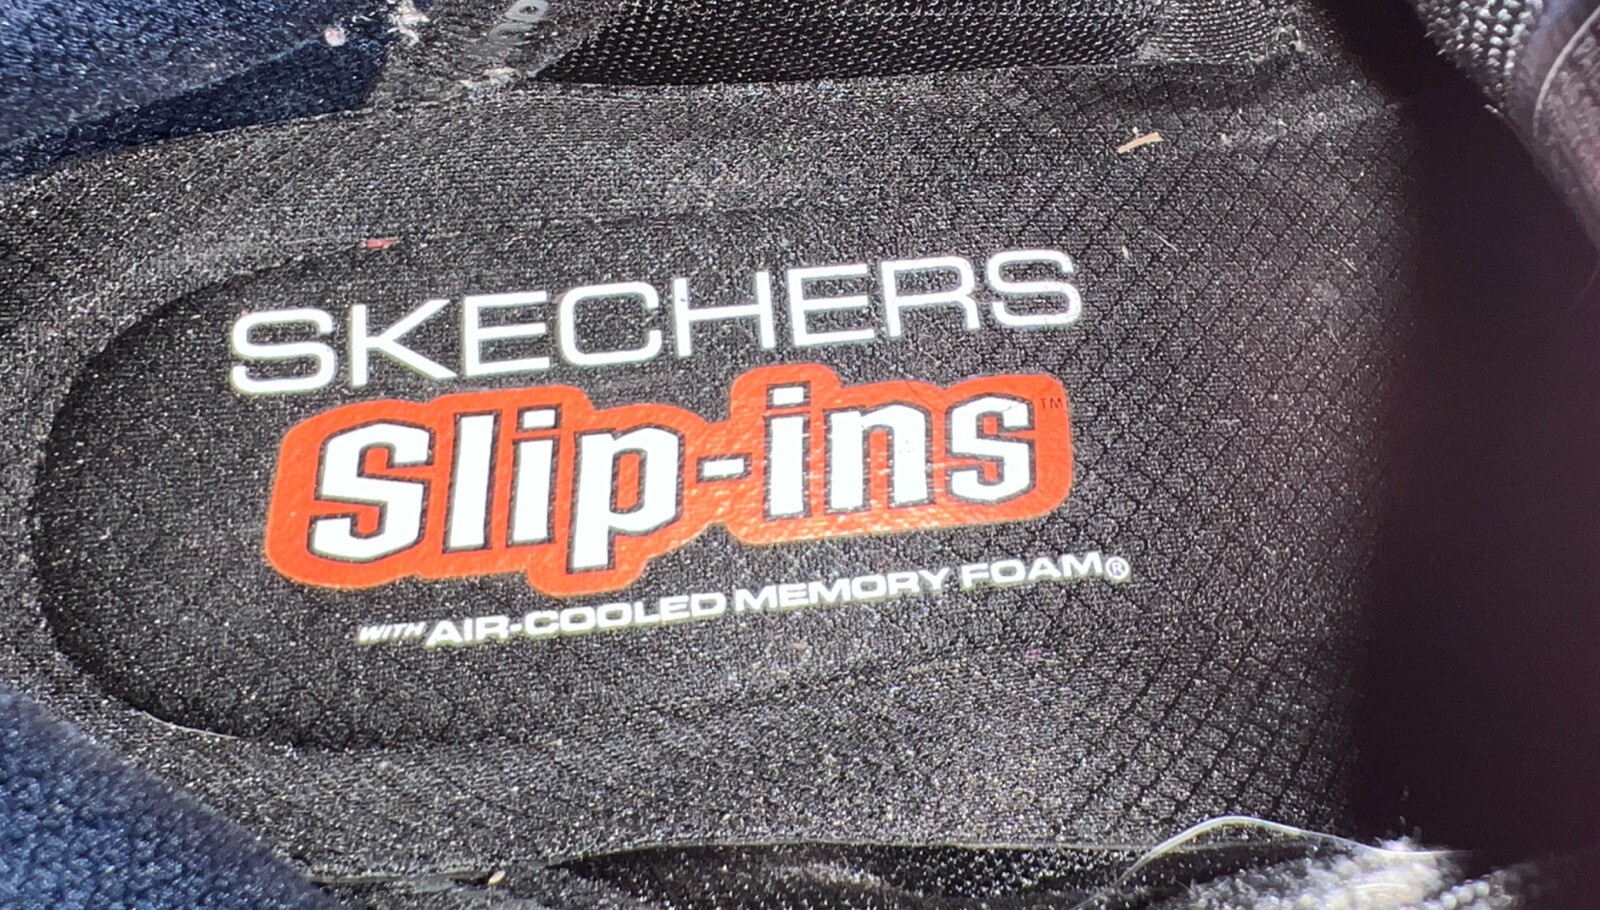 SKECHERS
Slip-ins™
WITH AIR-COOLED MEMORY FOAM®